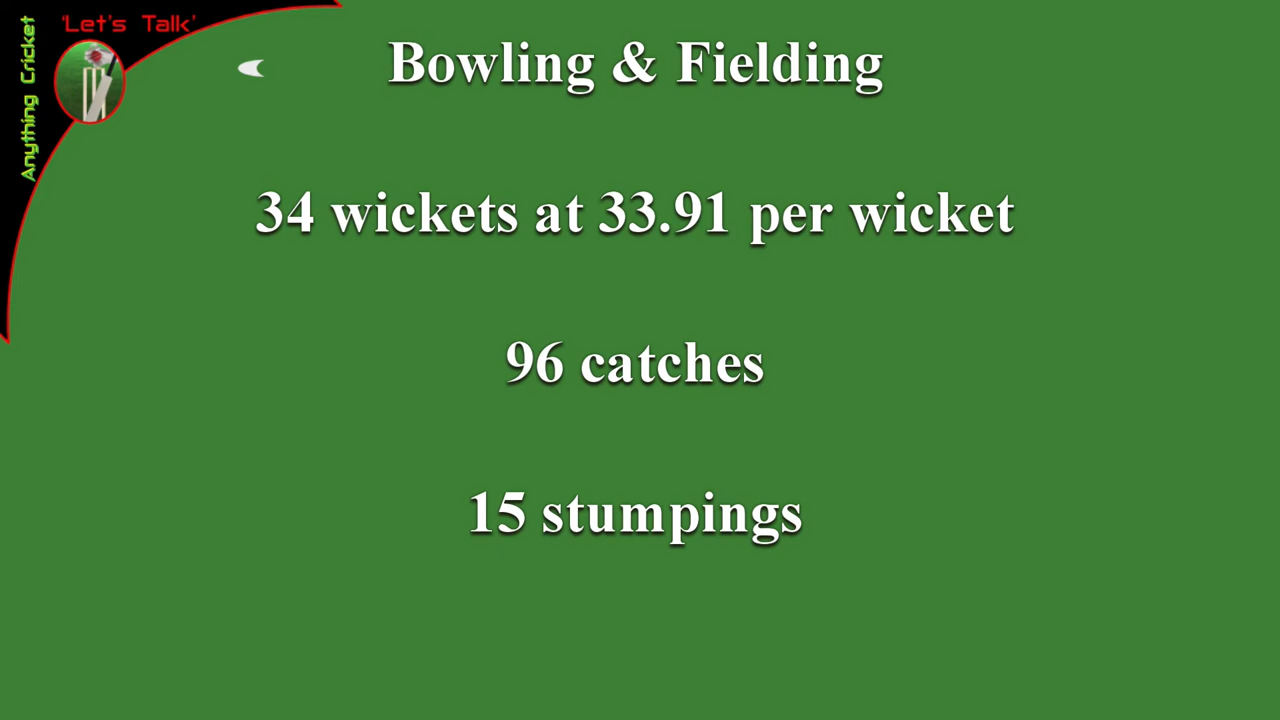 'Let's Talk'
Anything Cricket
Bowling & Fielding
34 wickets at 33.91 per wicket
96 catches
15 stumpings